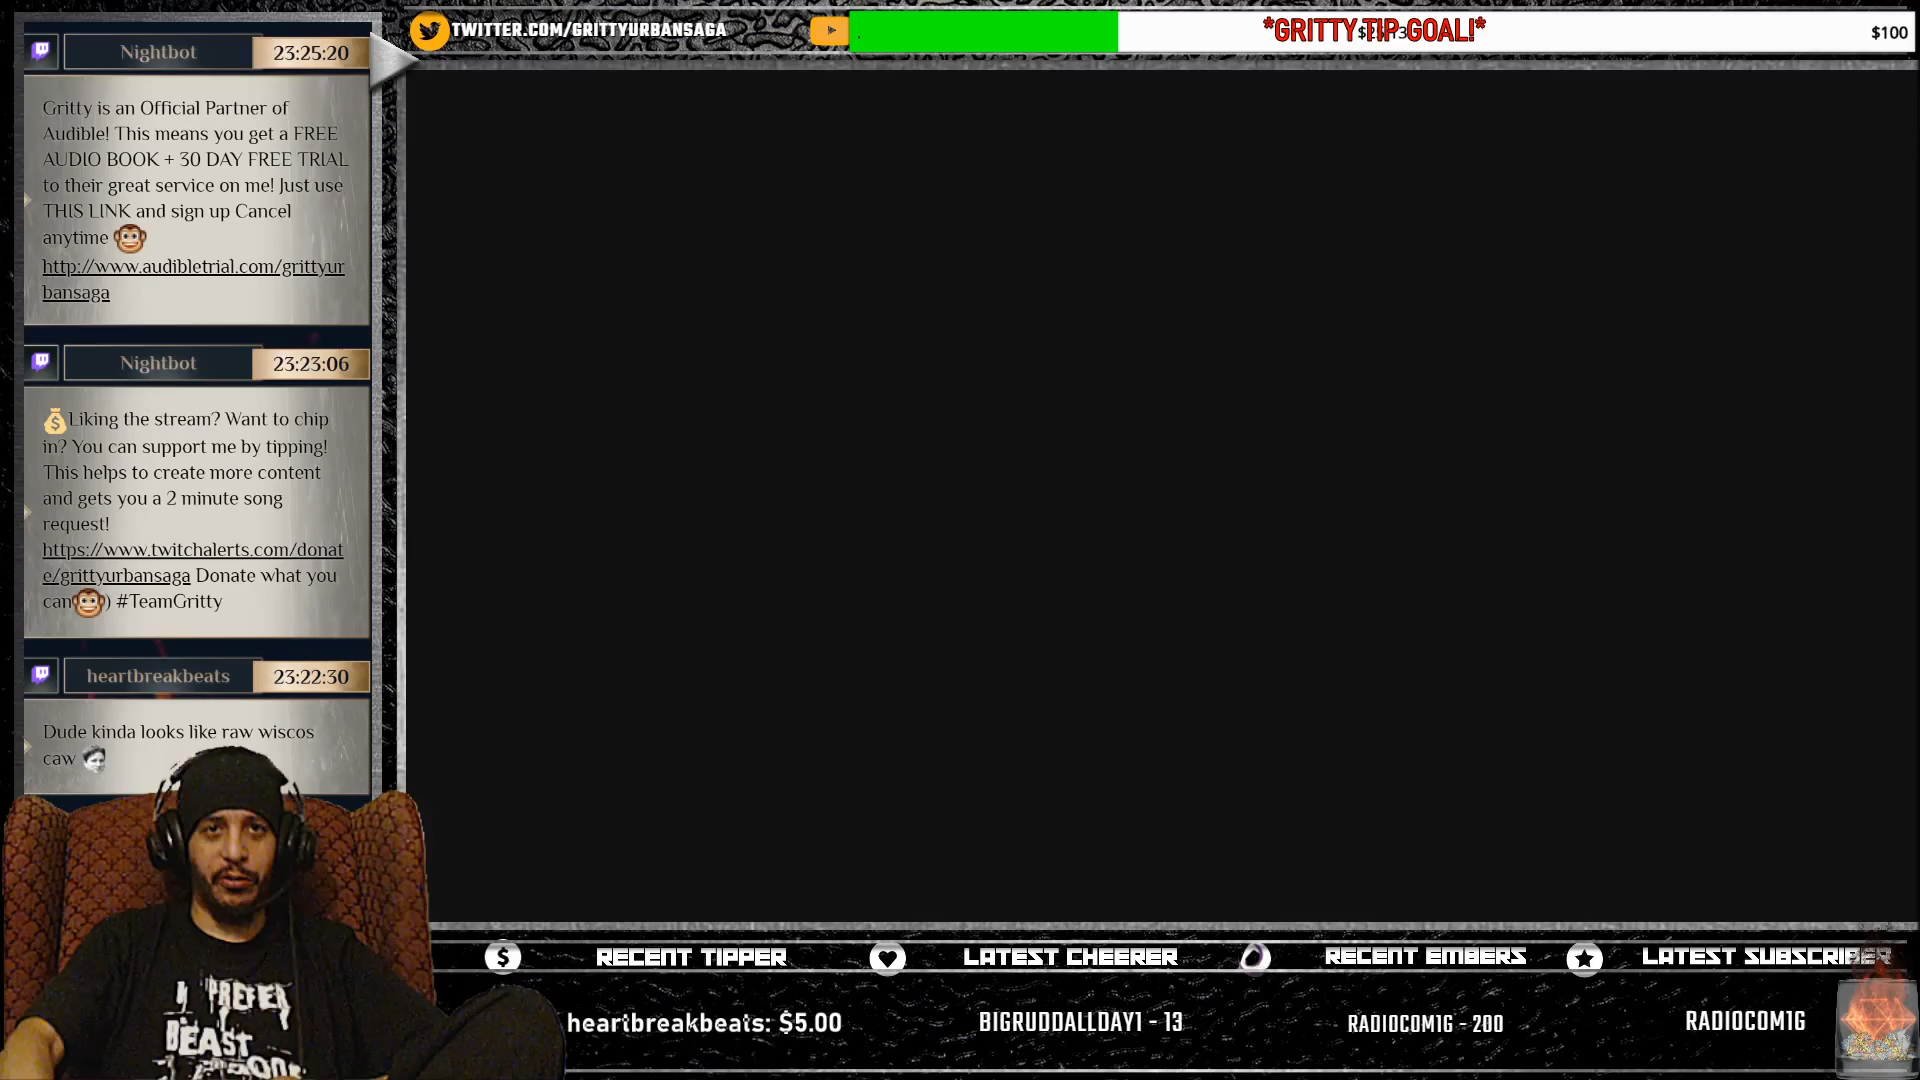 Nightbot 23:25:20
Gritty is an Official Partner of
Audible! This means you get a FREE
AUDIO BOOK + 30 DAY FREE TRIAL
to their great service on me! Just use
THIS LINK and sign up Cancel
anytime
http://www.audibletrial.com/grittyur
bansaga
Nightbot 23:23:06
Liking the stream? Want to chip
in? You can support me by tipping!
This helps to create more content
and gets you a 2 minute song
request!
https://www.twitchalerts.com/donat
e/grittyurbansaga Donate what you
can ) #TeamGritty
heartbreakbeats 23:22:30
Dude kinda looks like raw wiscos
caw
TWITTER.COM/GRITTYURBANSAGA
*GRITTY TIP GOAL!*
$100
I PREFER
BEAST
RECENT TIPPER
heartbreakbeats: $5.00
LATEST CHEERER
BIGRUDDALLDAY1 - 13
RECENT EMBERS
RADIOCOM1G - 200
LATEST SUBSCRIBER
RADIOCOM1G